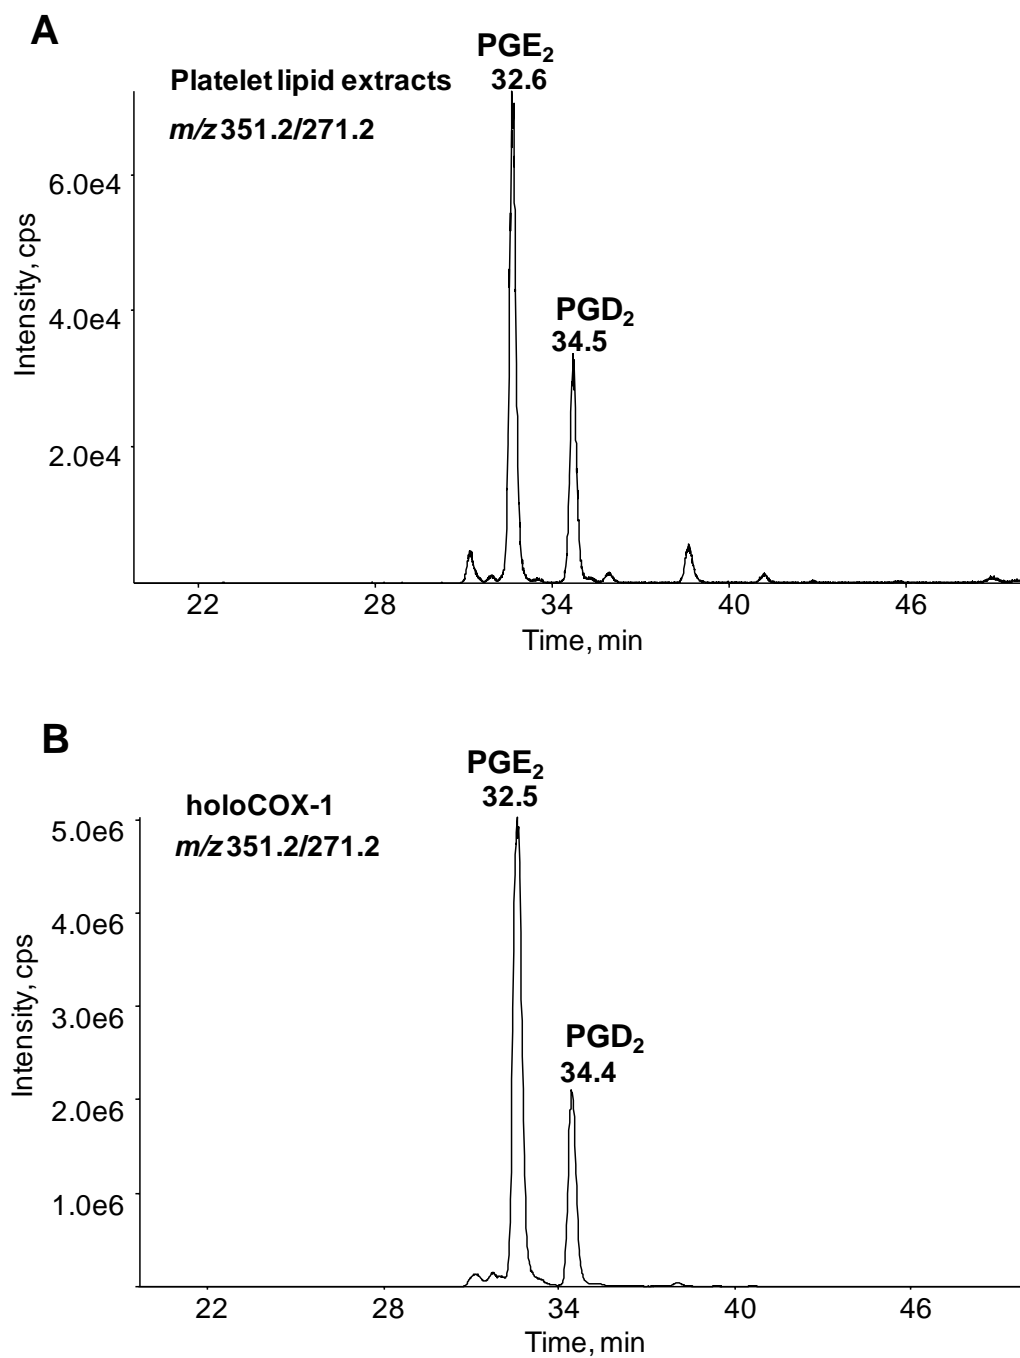 A
PGE₂
32.6
Platelet lipid extracts
m/z 351.2/271.2
6.0e4
4.0e4
2.0e4
Intensity, cps
PGD₂
34.5
22 28 34 40 46
Time, min
B
PGE₂
32.5
holoCOX-1
m/z 351.2/271.2
5.0e6
4.0e6
3.0e6
2.0e6
1.0e6
Intensity, cps
PGD₂
34.4
22 28 34 40 46
Time, min